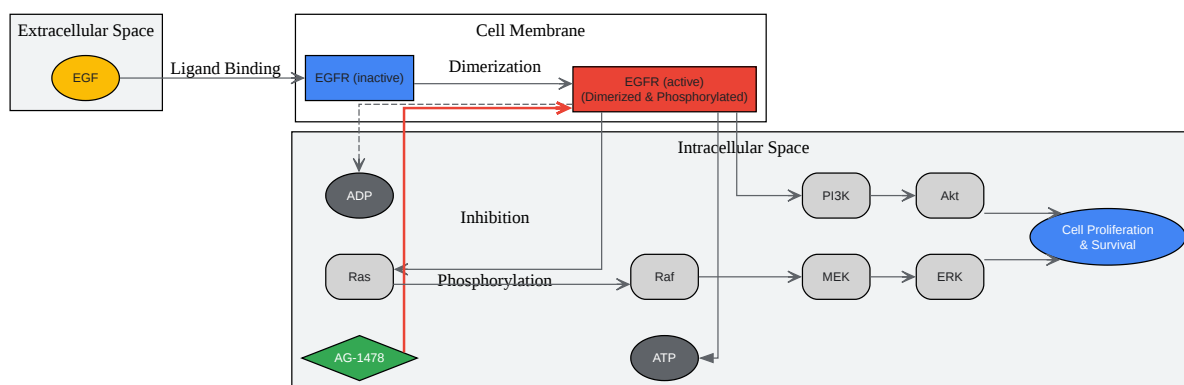 Extracellular Space
Cell Membrane
EGF
Ligand Binding
EGFR (inactive)
Dimerization
EGFR (active)
(Dimerized & Phosphorylated)
Intracellular Space
ADP
PI3K
Akt
Inhibition
Cell Proliferation
& Survival
Ras
Phosphorylation
Raf
MEK
ERK
AG-1478
ATP